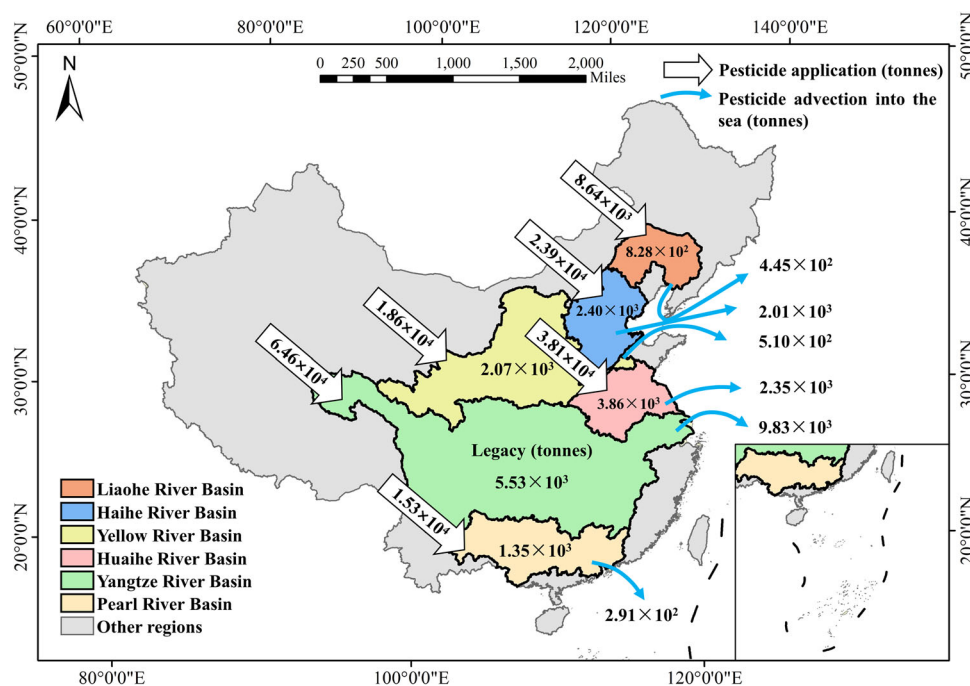 60°0'0"E 80°0'0"E 100°0'0"E 120°0'0"E 140°0'0"E
N
0 250 500 1,000 1,500 2,000
Miles
Pesticide application (tonnes)
Pesticide advection into the
sea (tonnes)
50°0'0"N
50°0'0"N
40°0'0"N
40°0'0"N
30°0'0"N
30°0'0"N
20°0'0"N
20°0'0"N
8.64×10³
8.28×10²
2.39×10⁴
2.40×10³
4.45×10²
1.86×10⁴
2.01×10³
3.81×10⁴
5.10×10²
6.46×10⁴
2.07×10³
2.35×10³
3.86×10³
9.83×10³
Legacy (tonnes)
5.53×10³
1.53×10⁴
1.35×10³
2.91×10²
Liaohe River Basin
Haihe River Basin
Yellow River Basin
Huaihe River Basin
Yangtze River Basin
Pearl River Basin
Other regions
80°0'0"E 100°0'0"E 120°0'0"E